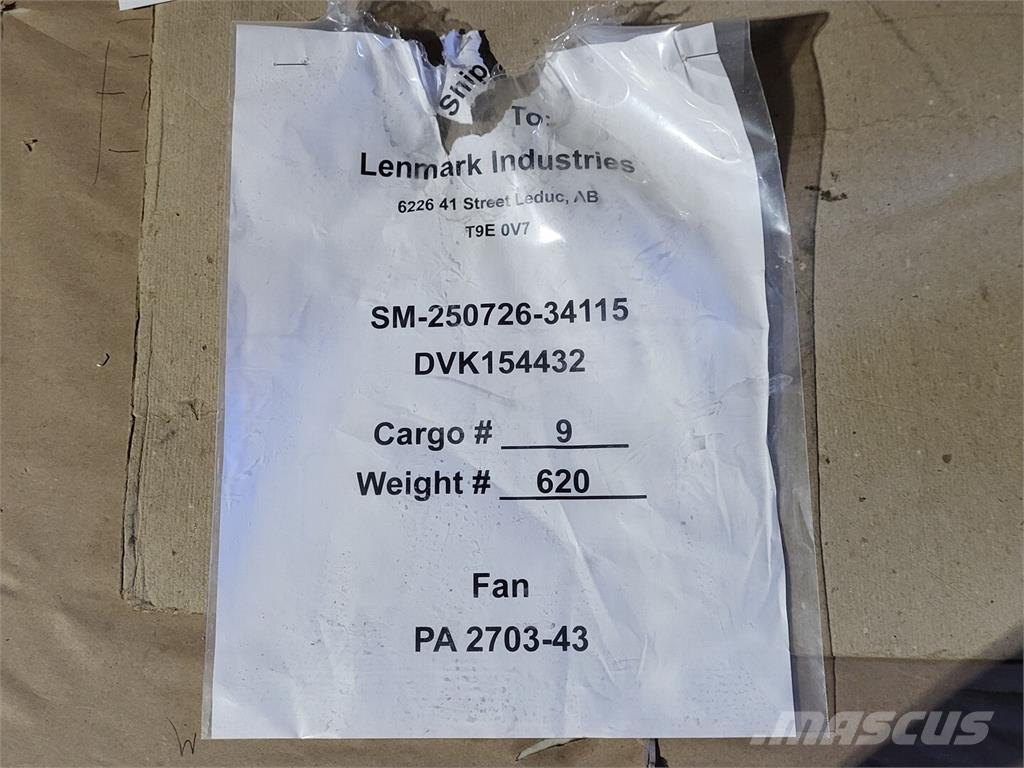 Ship
To:
Lenmark Industries
6226 41 Street Leduc, AB
T9E 0V7
SM-250726-34115
DVK154432
Cargo # 9
Weight # 620
Fan
PA 2703-43
W
MASCUS